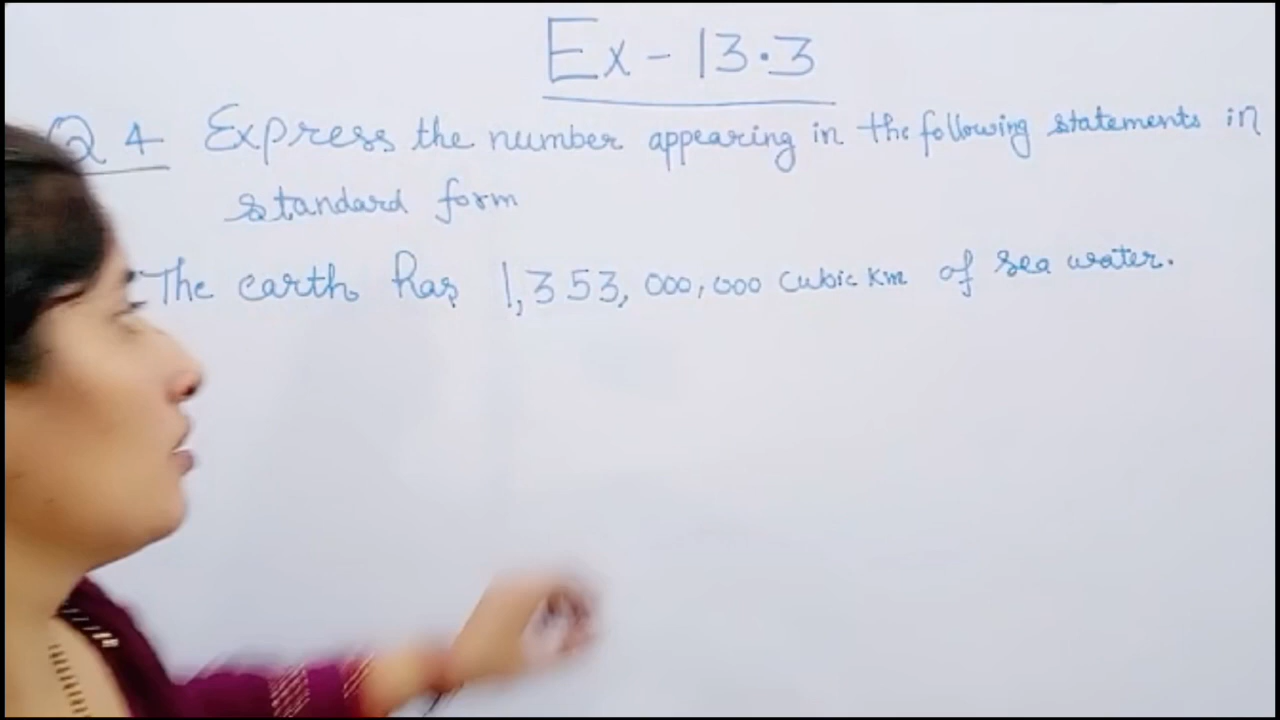 Ex - 13.3
Q 4 Express the number appearing in the following statements in
standard form
The earth has 1,353,000,000 cubic km of sea water.